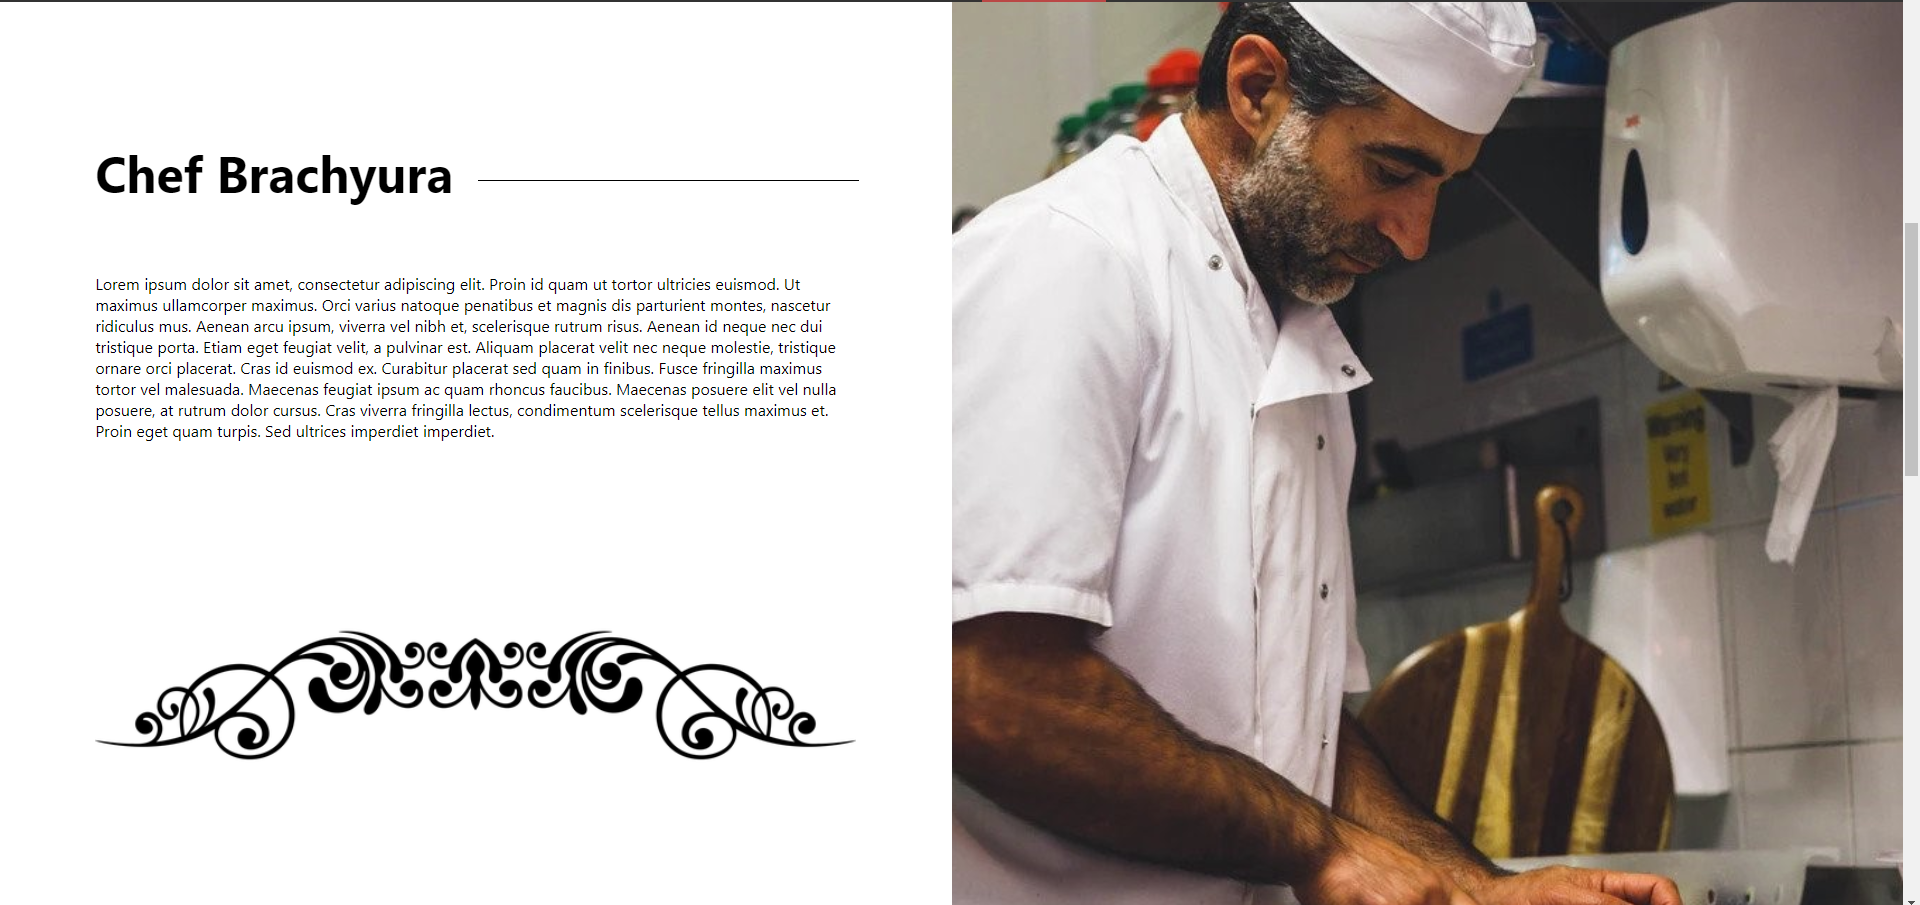 Chef Brachyura
Lorem ipsum dolor sit amet, consectetur adipiscing elit. Proin id quam ut tortor ultricies euismod. Ut
maximus ullamcorper maximus. Orci varius natoque penatibus et magnis dis parturient montes, nascetur
ridiculus mus. Aenean arcu ipsum, viverra vel nibh et, scelerisque rutrum risus. Aenean id neque nec dui
tristique porta. Etiam eget feugiat velit, a pulvinar est. Aliquam placerat velit nec neque molestie, tristique
ornare orci placerat. Cras id euismod ex. Curabitur placerat sed quam in finibus. Fusce fringilla maximus
tortor vel malesuada. Maecenas feugiat ipsum ac quam rhoncus faucibus. Maecenas posuere elit vel nulla
posuere, at rutrum dolor cursus. Cras viverra fringilla lectus, condimentum scelerisque tellus maximus et.
Proin eget quam turpis. Sed ultrices imperdiet imperdiet.
Warning
Very
hot
water